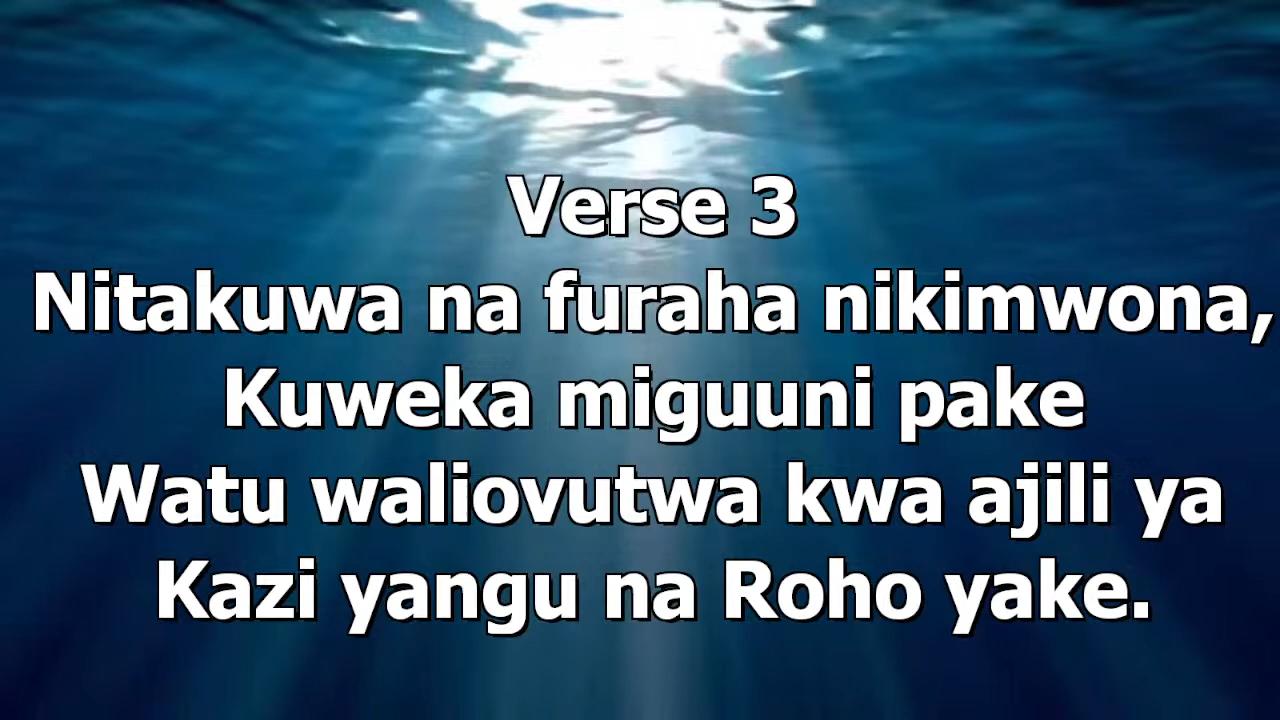 Verse 3
Nitakuwa na furaha nikimwona,
Kuweka miguuni pake
Watu waliovutwa kwa ajili ya
Kazi yangu na Roho yake.